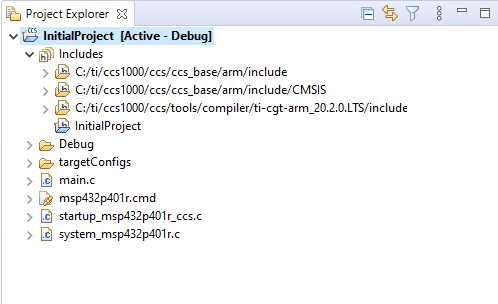 Project Explorer
InitialProject [Active - Debug]
Includes
C:/ti/ccs1000/ccs/ccs_base/arm/include
C:/ti/ccs1000/ccs/ccs_base/arm/include/CMSIS
C:/ti/ccs1000/ccs/tools/compiler/ti-cgt-arm_20.2.0.LTS/include
InitialProject
Debug
targetConfigs
main.c
msp432p401r.cmd
startup_msp432p401r_ccs.c
system_msp432p401r.c